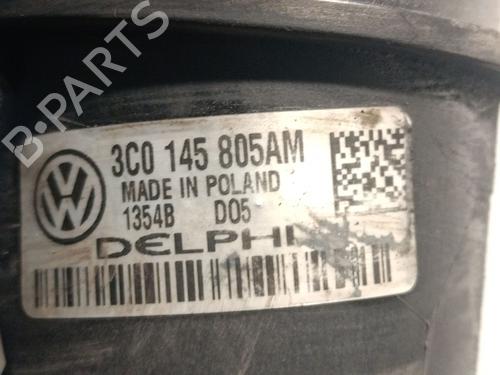 B-PARTS
3C0 145 805AM
MADE IN POLAND
1354B D05
DELPHI